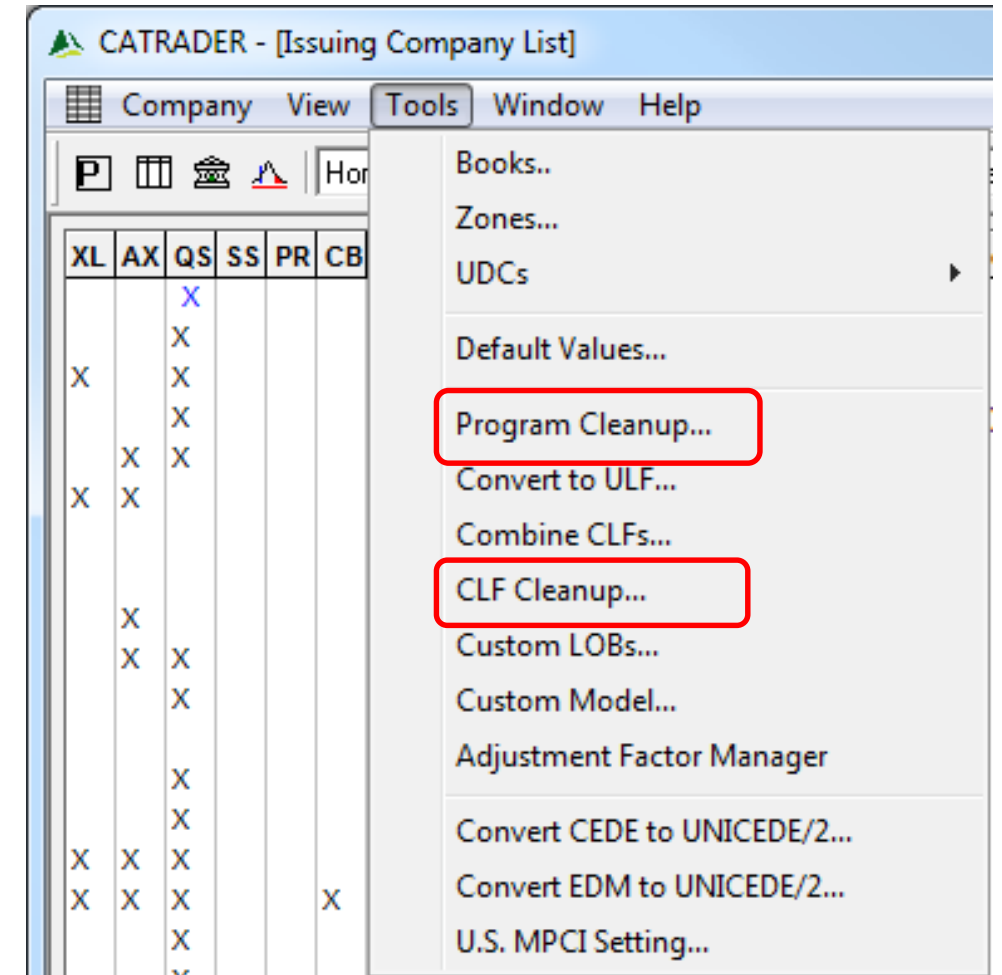 CATRADER - [Issuing Company List]
Company View Tools Window Help
P Hor
XL AX QS SS PR CB
X
X
X X
X
X X
X X
X
X X
X
X
X
X X X
X X X X
X
Books..
Zones...
UDCs
Default Values...
Program Cleanup...
Convert to ULF...
Combine CLFs...
CLF Cleanup...
Custom LOBs...
Custom Model...
Adjustment Factor Manager
Convert CEDE to UNICEDE/2...
Convert EDM to UNICEDE/2...
U.S. MPCI Setting...